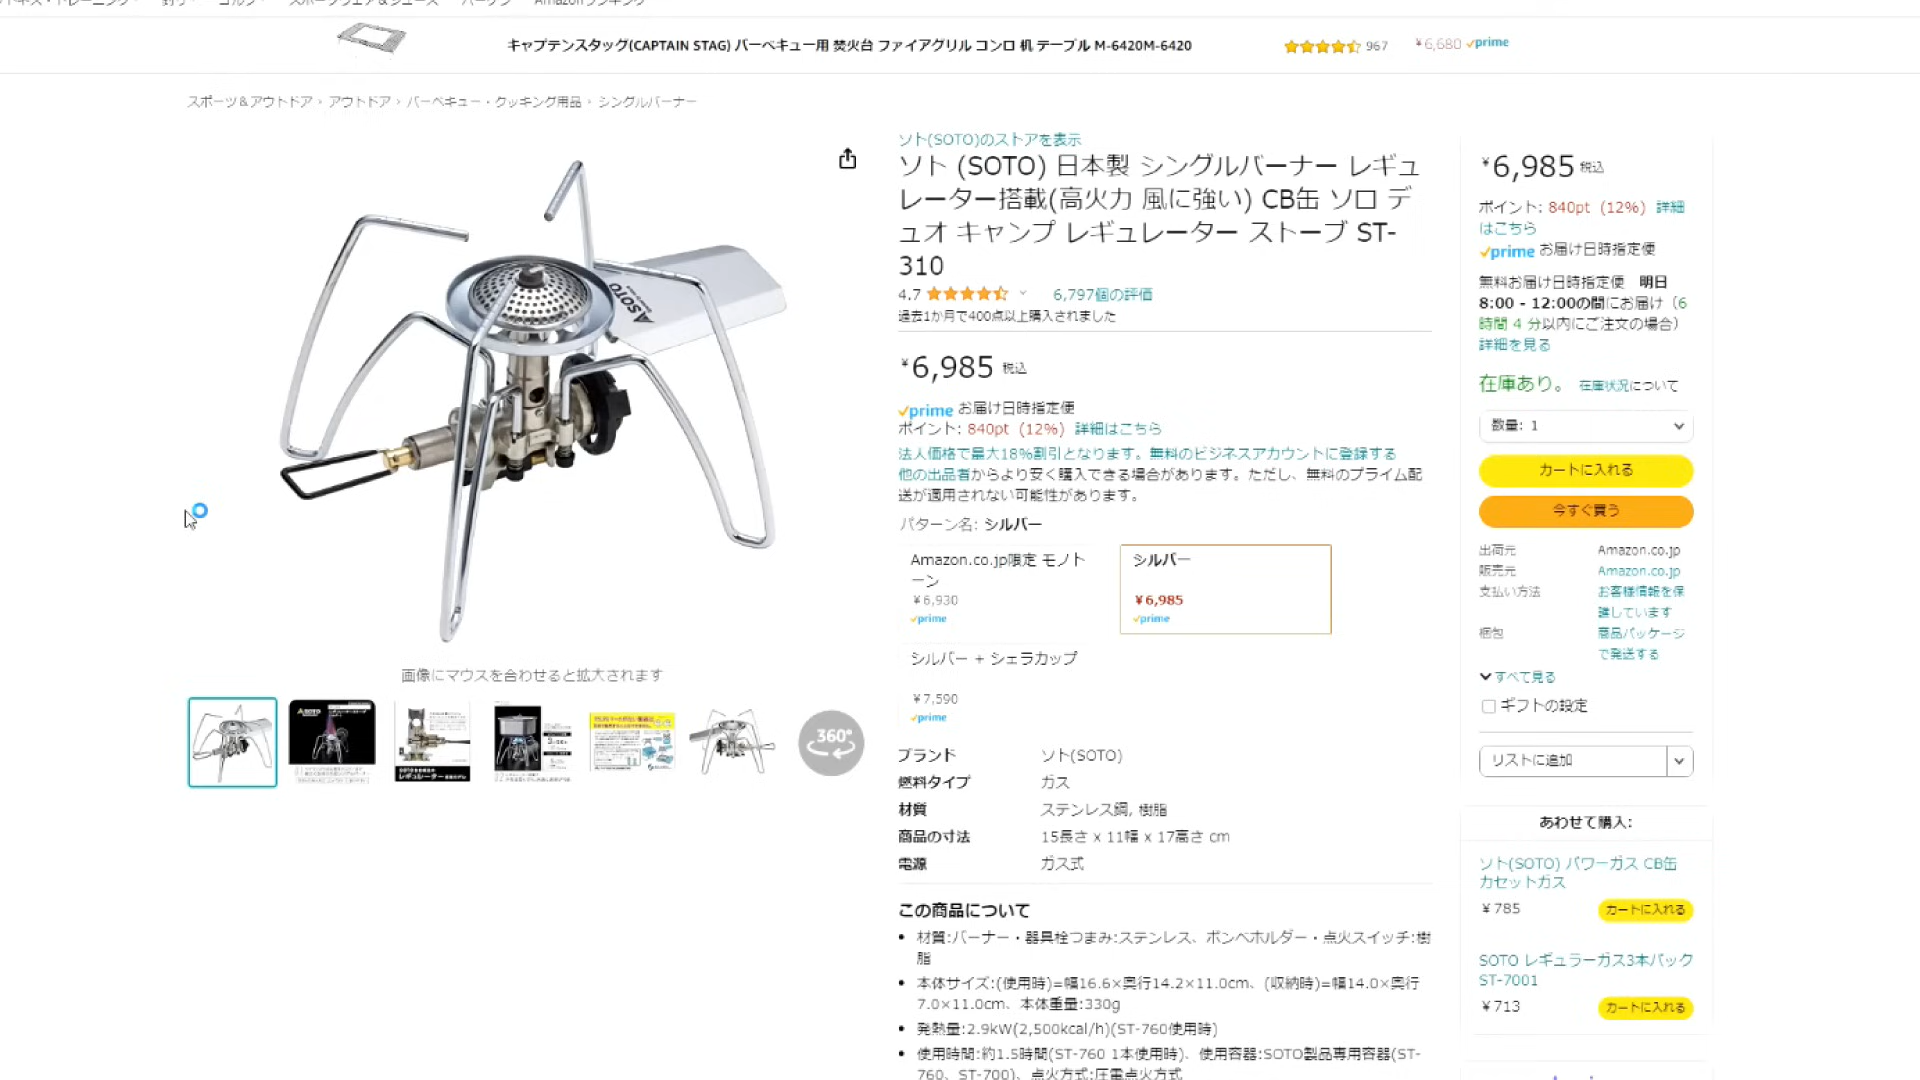 キャプテンスタッグ(CAPTAIN STAG) バーベキュー用 焚火台 ファイアグリル コンロ 机 テーブル M-6420M-6420
967
¥6,680 prime
スポーツ&アウトドア › アウトドア › バーベキュー・クッキング用品 › シングルバーナー
SOTO
画像にマウスを合わせると拡大されます
360°
ソト(SOTO)のストアを表示
ソト (SOTO) 日本製 シングルバーナー レギュ
レーター搭載(高火力 風に強い) CB缶 ソロ デ
ュオ キャンプ レギュレーター ストーブ ST-
310
4.7
6,797個の評価
過去1か月で400点以上購入されました
¥6,985 税込
prime お届け日時指定便
ポイント: 840pt (12%) 詳細はこちら
法人価格で最大18%割引となります。無料のビジネスアカウントに登録する
他の出品者からより安く購入できる場合があります。ただし、無料のプライム配
送が適用されない可能性があります。
パターン名: シルバー
Amazon.co.jp限定 モノト
ーン
¥6,930
prime
シルバー
¥6,985
prime
シルバー + シェラカップ
¥7,590
prime
ブランド ソト(SOTO)
燃料タイプ ガス
材質 ステンレス鋼, 樹脂
商品の寸法 15長さ x 11幅 x 17高さ cm
電源 ガス式
この商品について
• 材質:バーナー・器具栓つまみ:ステンレス、ボンベホルダー・点火スイッチ:樹
脂
• 本体サイズ:(使用時)=幅16.6×奥行14.2×11.0cm、(収納時)=幅14.0×奥行
7.0×11.0cm、本体重量:330g
• 発熱量:2.9kW(2,500kcal/h)(ST-760使用時)
• 使用時間:約1.5時間(ST-760 1本使用時)、使用容器:SOTO製品専用容器(ST-
760、ST-700)、点火方式:圧電点火方式
¥6,985 税込
ポイント: 840pt (12%) 詳細
はこちら
prime お届け日時指定便
無料お届け日時指定便 明日
8:00 - 12:00の間にお届け(6
時間 4 分以内にご注文の場合)
詳細を見る
在庫あり。 在庫状況について
数量: 1
カートに入れる
今すぐ買う
出荷元 Amazon.co.jp
販売元 Amazon.co.jp
支払い方法 お客様情報を保
護しています
梱包 商品パッケージ
で発送する
すべて見る
ギフトの設定
リストに追加
あわせて購入:
ソト(SOTO) パワーガス CB缶
カセットガス
¥785 カートに入れる
SOTO レギュラーガス3本パック
ST-7001
¥713 カートに入れる